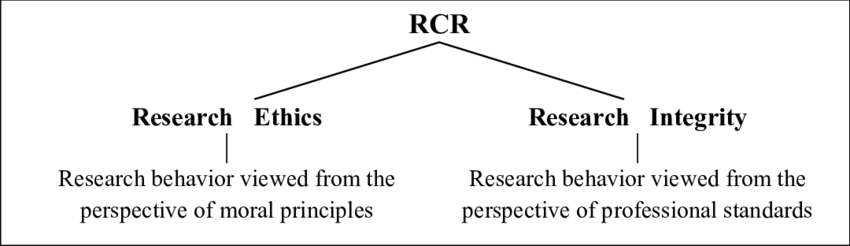 RCR
Research Ethics
Research Integrity
Research behavior viewed from the
perspective of moral principles
Research behavior viewed from the
perspective of professional standards